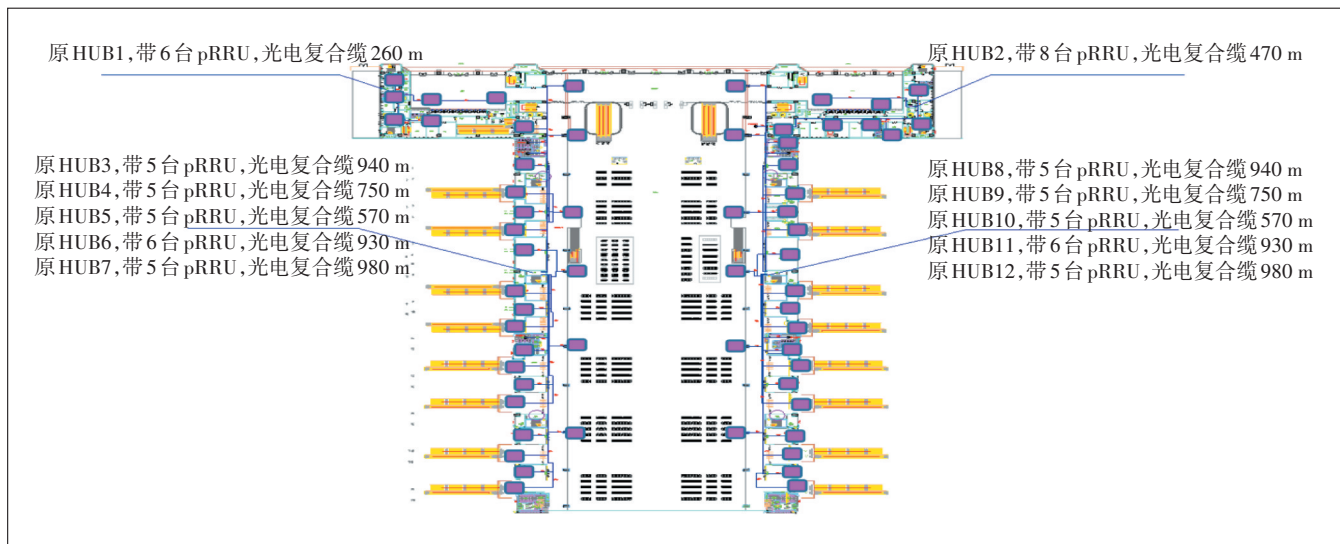 原HUB1,带6台pRRU,光电复合缆260 m
原HUB2,带8台pRRU,光电复合缆470 m
原HUB3,带5台pRRU,光电复合缆940 m
原HUB4,带5台pRRU,光电复合缆750 m
原HUB5,带5台pRRU,光电复合缆570 m
原HUB6,带6台pRRU,光电复合缆930 m
原HUB7,带5台pRRU,光电复合缆980 m
原HUB8,带5台pRRU,光电复合缆940 m
原HUB9,带5台pRRU,光电复合缆750 m
原HUB10,带5台pRRU,光电复合缆570 m
原HUB11,带6台pRRU,光电复合缆930 m
原HUB12,带5台pRRU,光电复合缆980 m